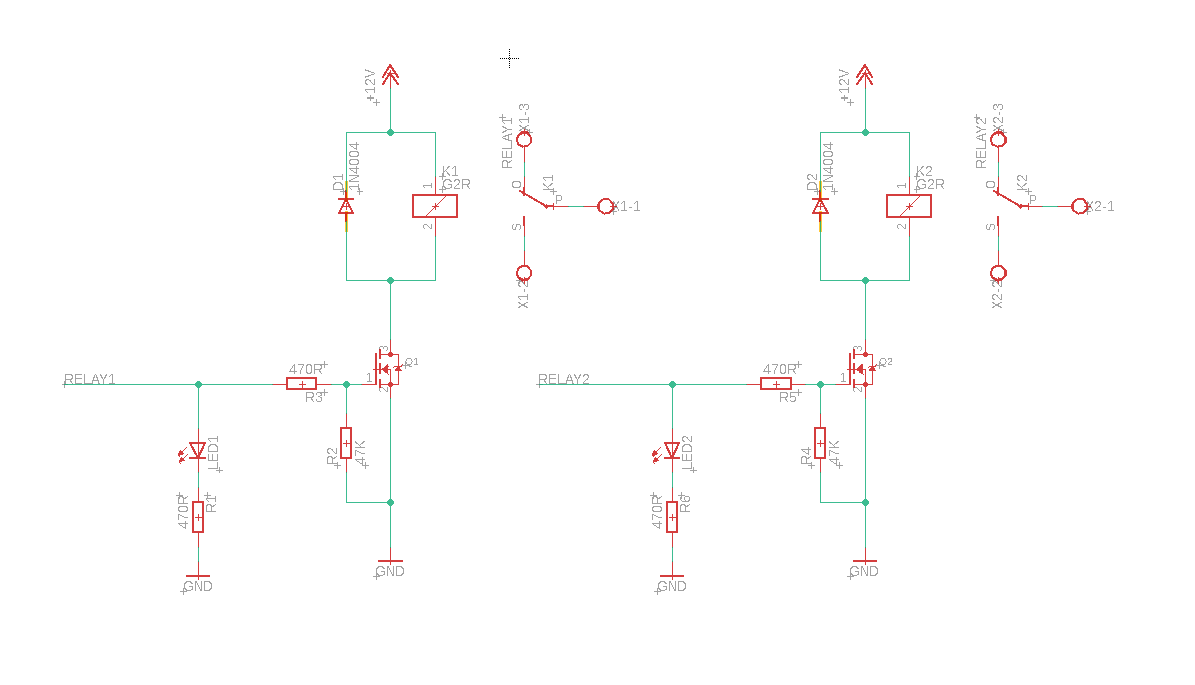 +12V
D1
1N4004
1
K1
G2R
2
RELAY1
X1-3
O
K1
P
X1-1
S
X1-2
RELAY1
470R
R3
3
Q1
1
2
R2
47K
LED1
470R
R1
GND
GND
+12V
D2
1N4004
1
K2
G2R
2
RELAY2
X2-3
O
K2
P
X2-1
S
X2-2
RELAY2
470R
R5
3
Q2
1
2
R4
47K
LED2
470R
R6
GND
GND